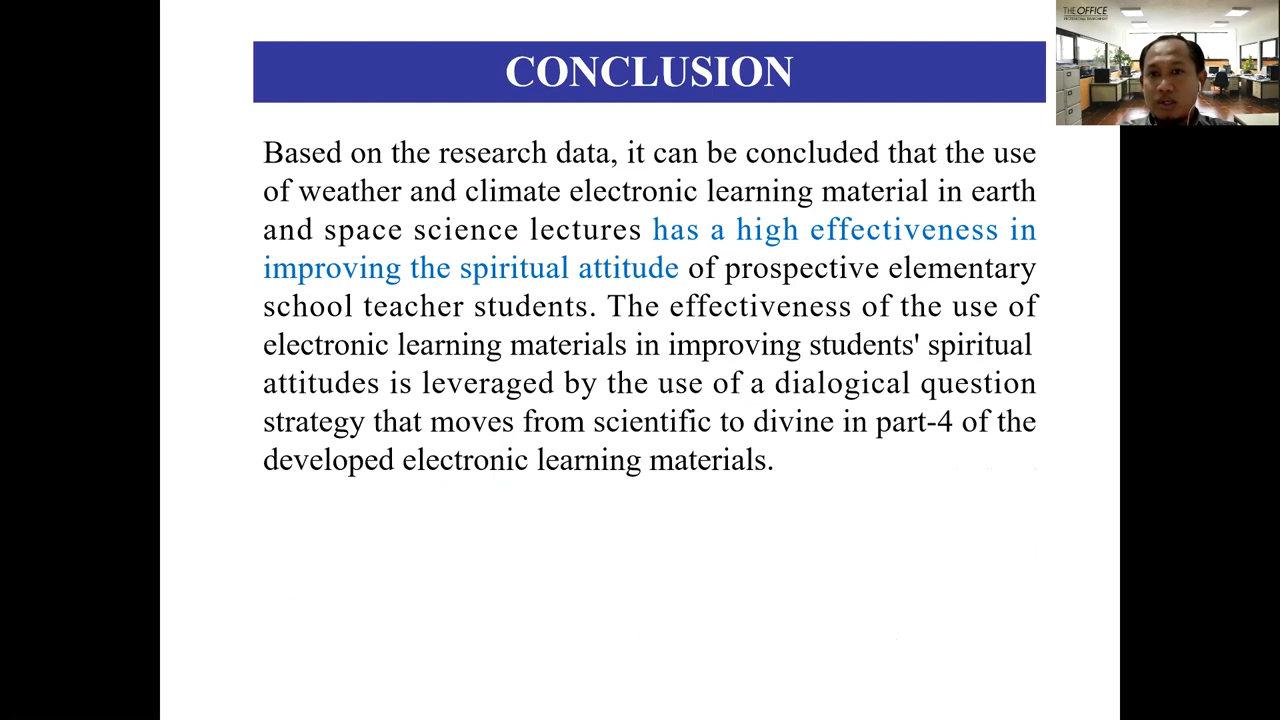 THE OFFICE
CONCLUSION
Based on the research data, it can be concluded that the use
of weather and climate electronic learning material in earth
and space science lectures has a high effectiveness in
improving the spiritual attitude of prospective elementary
school teacher students. The effectiveness of the use of
electronic learning materials in improving students' spiritual
attitudes is leveraged by the use of a dialogical question
strategy that moves from scientific to divine in part-4 of the
developed electronic learning materials.